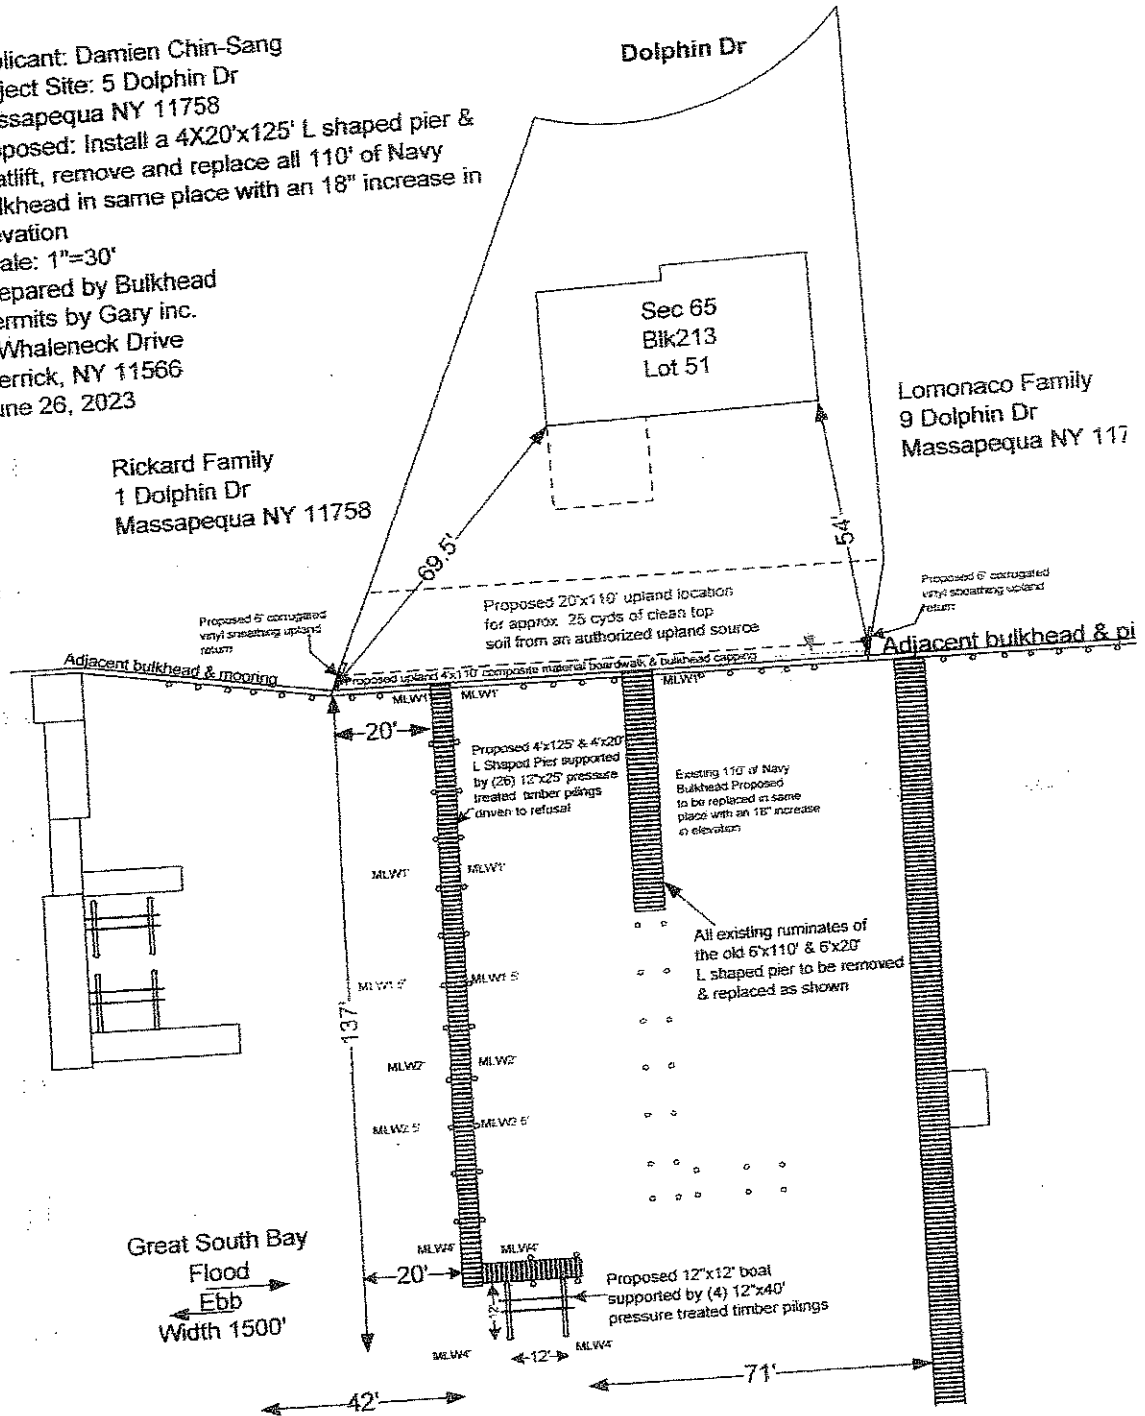 plicant: Damien Chin-Sang
ject Site: 5 Dolphin Dr
ssapequa NY 11758
posed: Install a 4X20'x125' L shaped pier &
atlift, remove and replace all 110' of Navy
lkhead in same place with an 18" increase in
vation
ale: 1"=30'
epared by Bulkhead
ermits by Gary inc.
Whaleneck Drive
errick, NY 11566
une 26, 2023
Dolphin Dr
Sec 65
Blk213
Lot 51
Lomonaco Family
9 Dolphin Dr
Massapequa NY 117
Rickard Family
1 Dolphin Dr
Massapequa NY 11758
69.5'
54'
Proposed 6' corrugated
vinyl sheathing upland
return
Proposed 20'x110' upland location
for approx. 25 cyds of clean top
soil from an authorized upland source
Proposed 6' corrugated
vinyl sheathing upland
return
Adjacent bulkhead & mooring
Proposed upland 4'x110' composite material boardwalk & bulkhead capping
Adjacent bulkhead & pi
MLW1'
MLW1'
MLW1'
20'
Proposed 4'x125' & 4'x20'
L Shaped Pier supported
by (26) 12"x25' pressure
treated timber pilings
driven to refusal
Existing 110' of Navy
Bulkhead Proposed
to be replaced in same
place with an 18" increase
in elevation
MLW1'
MLW1'
All existing ruminates of
the old 6'x110' & 6'x20'
L shaped pier to be removed
& replaced as shown
MLW1 5'
MLW1 5'
137'
MLW2'
MLW2'
MLW2 5'
MLW2 5'
Great South Bay
Flood
Ebb
Width 1500'
MLW4'
MLW4'
20'
12'
Proposed 12"x12' boat
supported by (4) 12"x40'
pressure treated timber pilings
MLW4'
12'
MLW4'
71'
42'